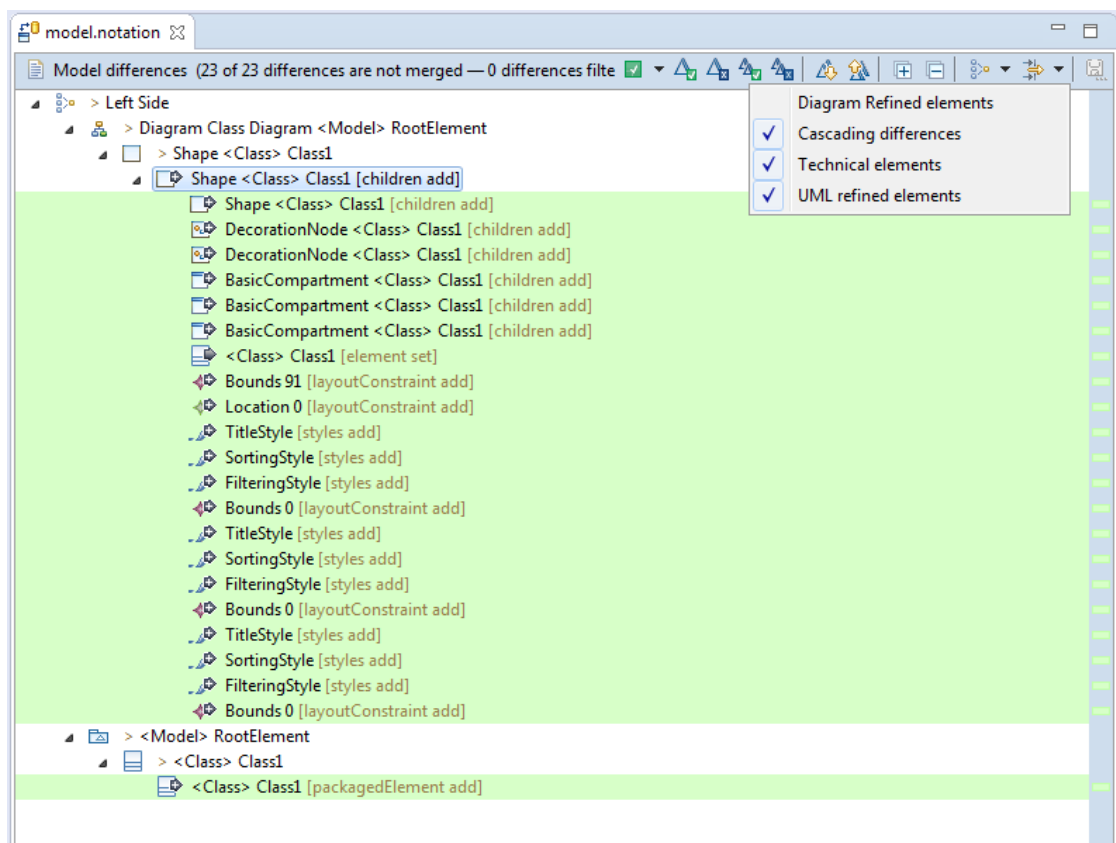 model.notation
Model differences (23 of 23 differences are not merged — 0 differences filte
Diagram Refined elements
Cascading differences
Technical elements
UML refined elements
> Left Side
> Diagram Class Diagram <Model> RootElement
> Shape <Class> Class1
Shape <Class> Class1 [children add]
Shape <Class> Class1 [children add]
DecorationNode <Class> Class1 [children add]
DecorationNode <Class> Class1 [children add]
BasicCompartment <Class> Class1 [children add]
BasicCompartment <Class> Class1 [children add]
BasicCompartment <Class> Class1 [children add]
<Class> Class1 [element set]
Bounds 91 [layoutConstraint add]
Location 0 [layoutConstraint add]
TitleStyle [styles add]
SortingStyle [styles add]
FilteringStyle [styles add]
Bounds 0 [layoutConstraint add]
TitleStyle [styles add]
SortingStyle [styles add]
FilteringStyle [styles add]
Bounds 0 [layoutConstraint add]
TitleStyle [styles add]
SortingStyle [styles add]
FilteringStyle [styles add]
Bounds 0 [layoutConstraint add]
> <Model> RootElement
> <Class> Class1
<Class> Class1 [packagedElement add]